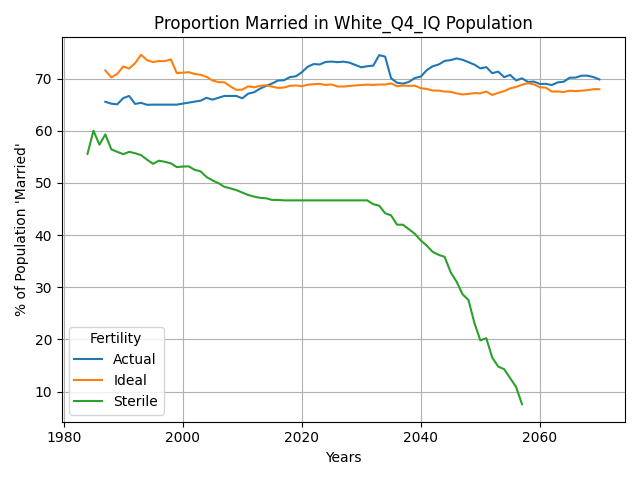 Proportion Married in White_Q4_IQ Population
% of Population 'Married'
70
60
50
40
30
20
10
Fertility
Actual
Ideal
Sterile
1980 2000 2020 2040 2060
Years